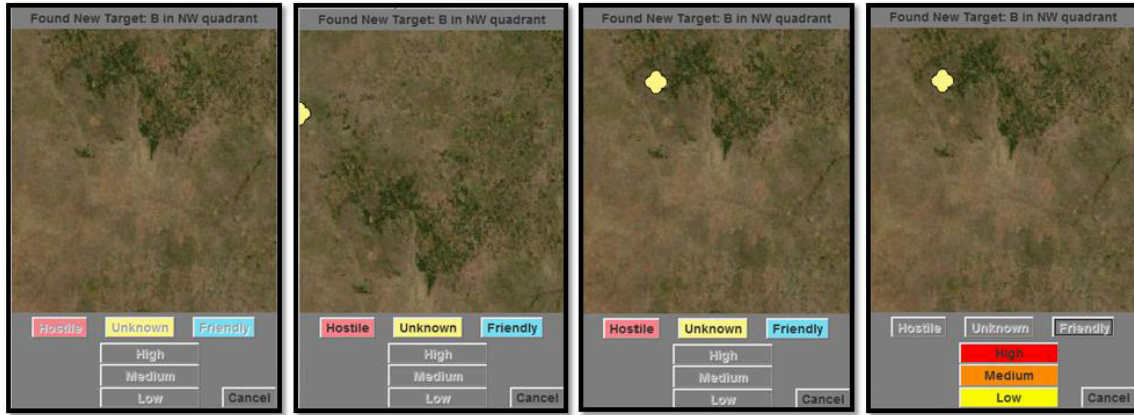 Found New Target: B in NW quadrant
Hostile Unknown Friendly
High
Medium
Low
Cancel
Found New Target: B in NW quadrant
Hostile Unknown Friendly
High
Medium
Low
Cancel
Found New Target: B in NW quadrant
Hostile Unknown Friendly
High
Medium
Low
Cancel
Found New Target: B in NW quadrant
Hostile Unknown Friendly
High
Medium
Low
Cancel